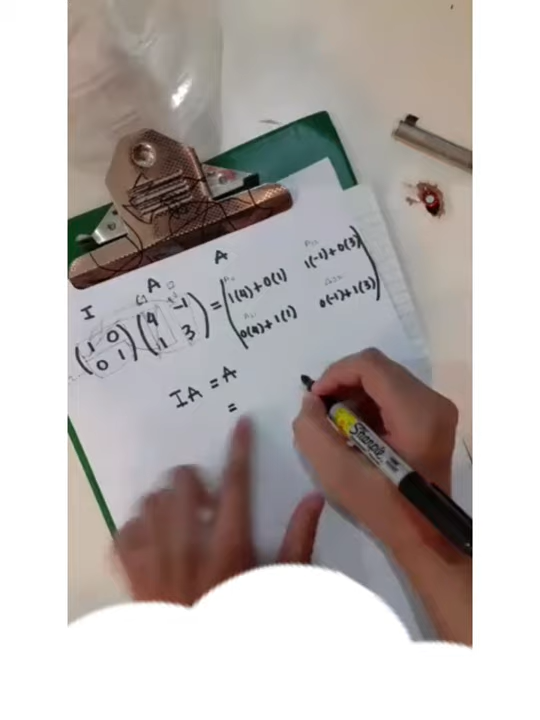 I A A
(1 0) (4 -1) = (1(4)+0(1) 1(-1)+0(3))
(0 1) (1 3) (0(4)+1(1) 0(-1)+1(3))
IA = A
=
Sharpie